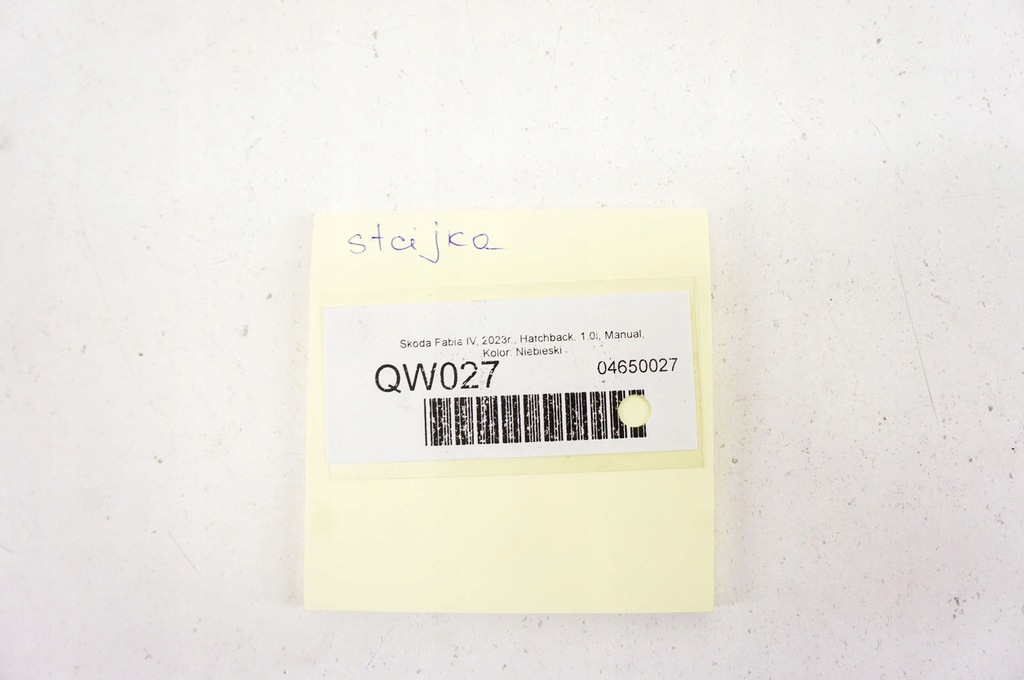 stajka
Skoda Fabia IV, 2023r., Hatchback, 1.0i, Manual,
Kolor: Niebieski
QW027
04650027